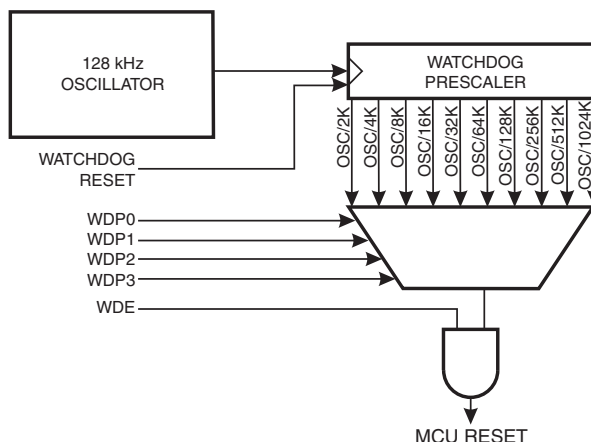 128 kHz
OSCILLATOR
WATCHDOG
PRESCALER
OSC/2K
OSC/4K
OSC/8K
OSC/16K
OSC/32K
OSC/64K
OSC/128K
OSC/256K
OSC/512K
OSC/1024K
WATCHDOG
RESET
WDP0
WDP1
WDP2
WDP3
WDE
MCU RESET